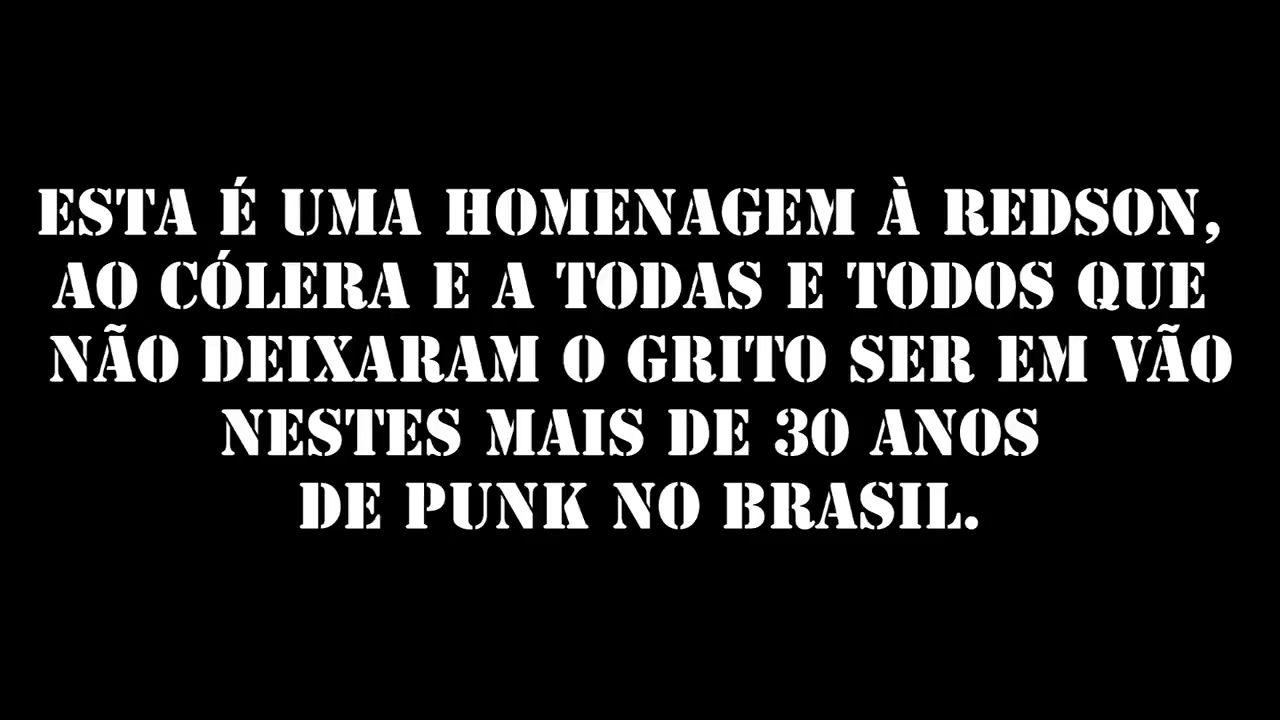 ESTA É UMA HOMENAGEM À REDSON,
AO CÓLERA E A TODAS E TODOS QUE
NÃO DEIXARAM O GRITO SER EM VÃO
NESTES MAIS DE 30 ANOS
DE PUNK NO BRASIL.